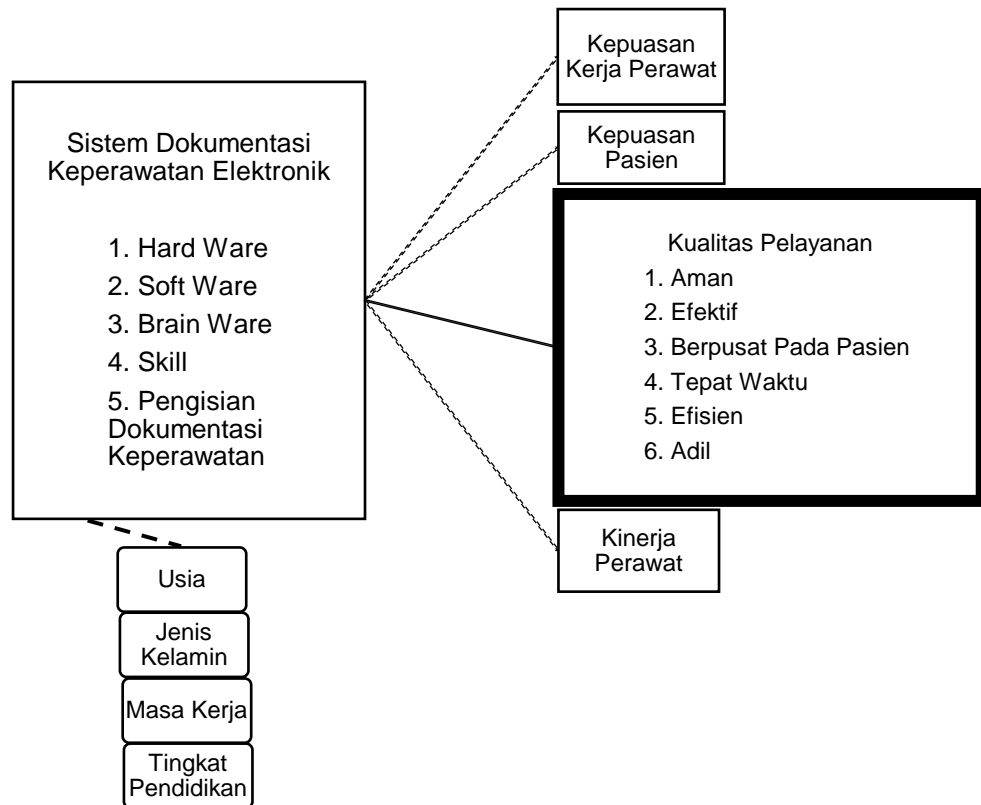 Sistem Dokumentasi
Keperawatan Elektronik
1. Hard Ware
2. Soft Ware
3. Brain Ware
4. Skill
5. Pengisian
Dokumentasi
Keperawatan
Kepuasan
Kerja Perawat
Kepuasan
Pasien
Kualitas Pelayanan
1. Aman
2. Efektif
3. Berpusat Pada Pasien
4. Tepat Waktu
5. Efisien
6. Adil
Kinerja
Perawat
Usia
Jenis
Kelamin
Masa Kerja
Tingkat
Pendidikan